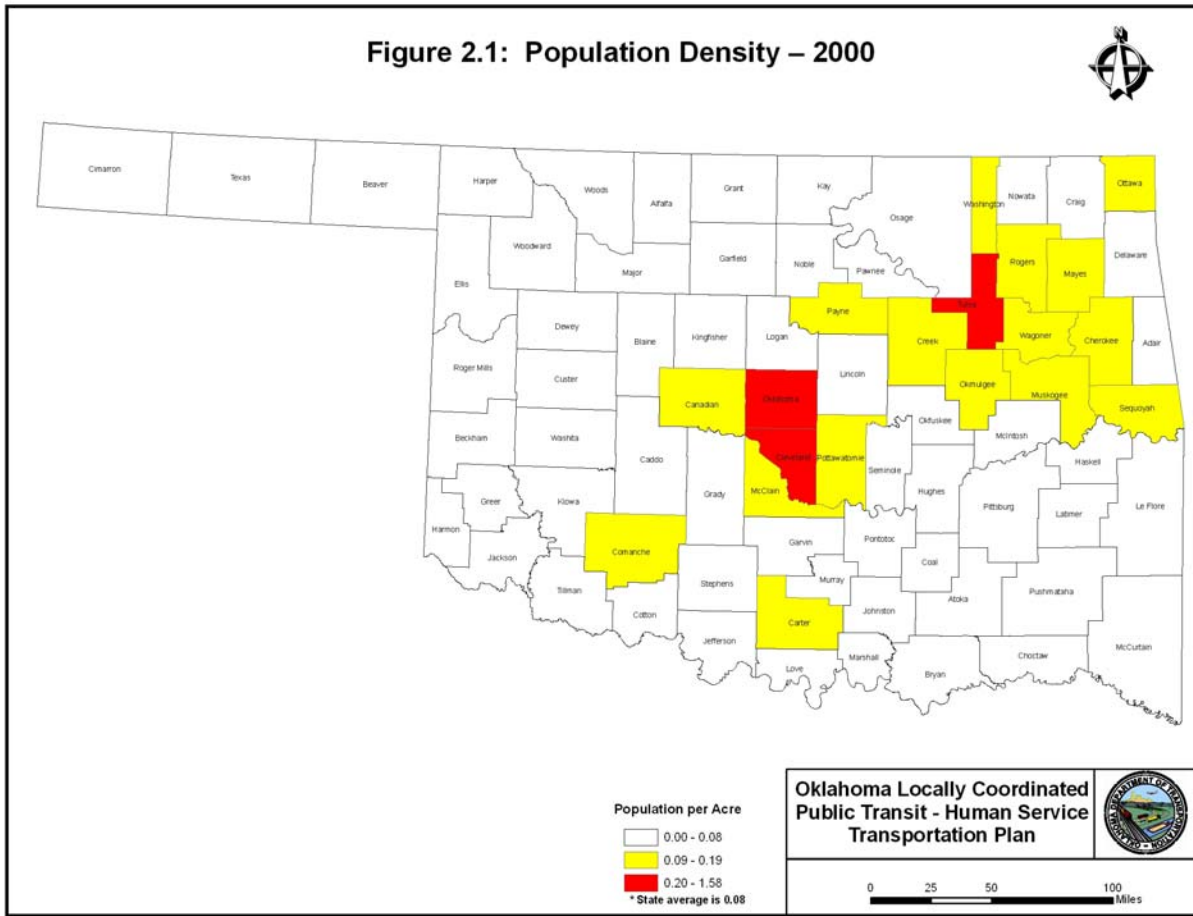 Figure 2.1: Population Density – 2000
N
Cimarron
Texas
Beaver
Harper
Woods
Alfalfa
Grant
Kay
Osage
Washington
Nowata
Craig
Ottawa
Woodward
Major
Garfield
Noble
Pawnee
Rogers
Mayes
Delaware
Ellis
Dewey
Blaine
Kingfisher
Logan
Payne
Creek
Tulsa
Wagoner
Cherokee
Adair
Roger Mills
Custer
Canadian
Oklahoma
Lincoln
Okmulgee
Muskogee
Sequoyah
Okfuskee
McIntosh
Beckham
Washita
Caddo
Grady
Cleveland
Pottawatomie
McClain
Seminole
Hughes
Haskell
Pittsburg
Latimer
Le Flore
Greer
Kiowa
Harmon
Jackson
Comanche
Garvin
Pontotoc
Coal
Tillman
Cotton
Stephens
Murray
Johnston
Atoka
Pushmataha
Jefferson
Carter
Love
Marshall
Bryan
Choctaw
McCurtain
Population per Acre
0.00 - 0.08
0.09 - 0.19
0.20 - 1.58
* State average is 0.08
Oklahoma Locally Coordinated
Public Transit - Human Service
Transportation Plan
OKLAHOMA DEPARTMENT OF TRANSPORTATION
0 25 50 100
Miles